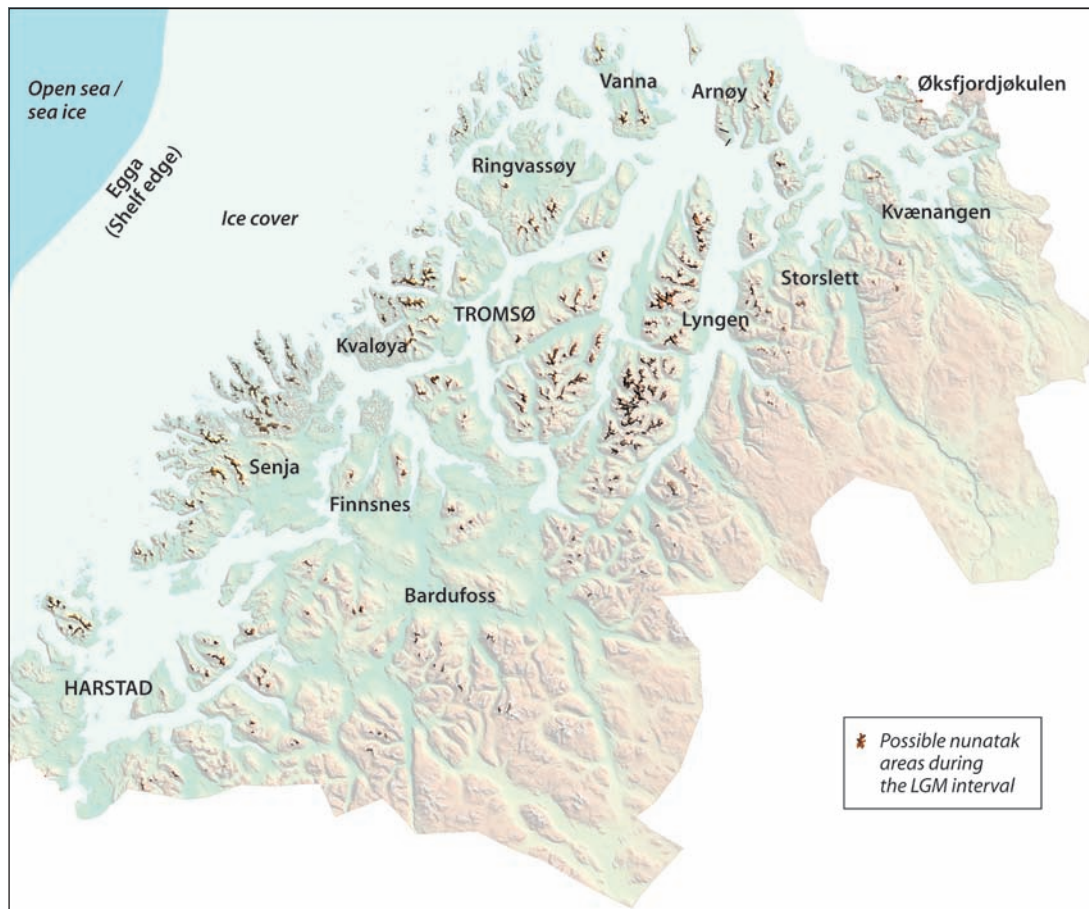 Open sea /
sea ice
Egga
(Shelf edge)
Ice cover
Vanna
Arnøy
Øksfjordjøkulen
Ringvassøy
Kvænangen
Storslett
TROMSØ
Lyngen
Kvaløya
Senja
Finnsnes
Bardufoss
HARSTAD
Possible nunatak
areas during
the LGM interval